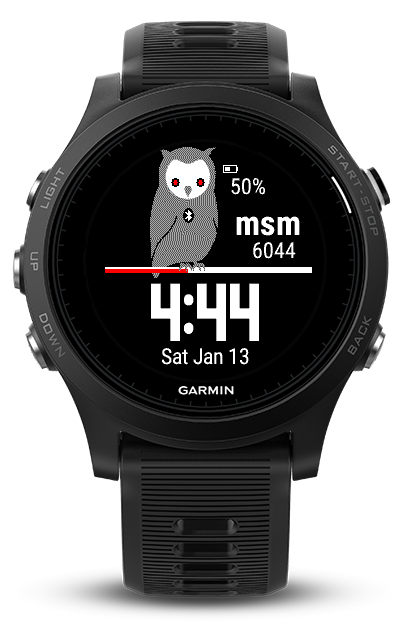 LIGHT
START·STOP
UP
DOWN
BACK
50%
msm
6044
4:44
Sat Jan 13
GARMIN